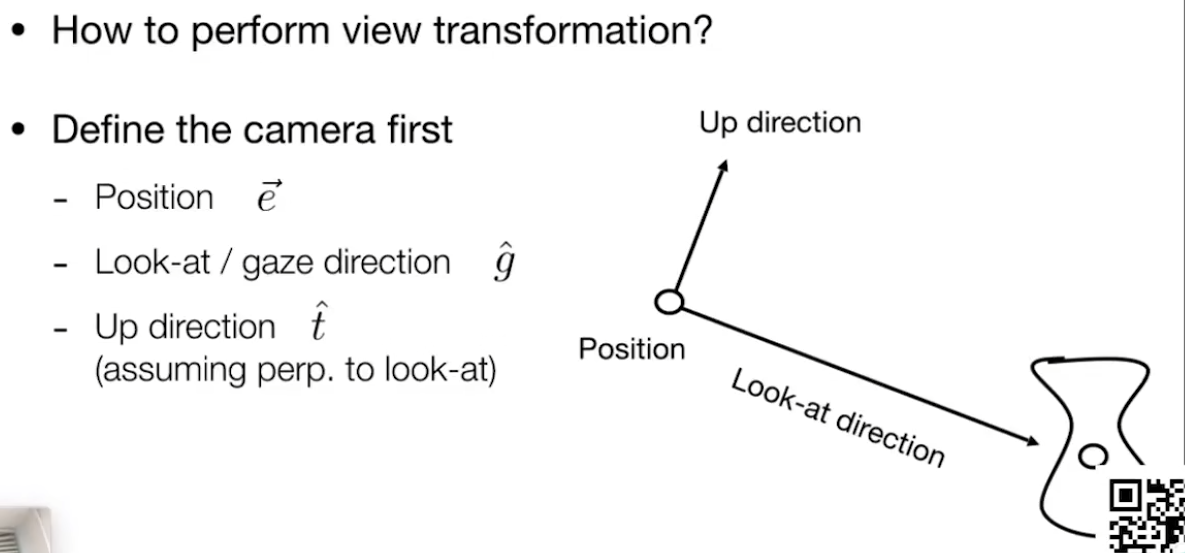 • How to perform view transformation?
• Define the camera first
- Position \vec{e}
- Look-at / gaze direction \hat{g}
- Up direction \hat{t}
(assuming perp. to look-at)
Up direction
Position
Look-at direction